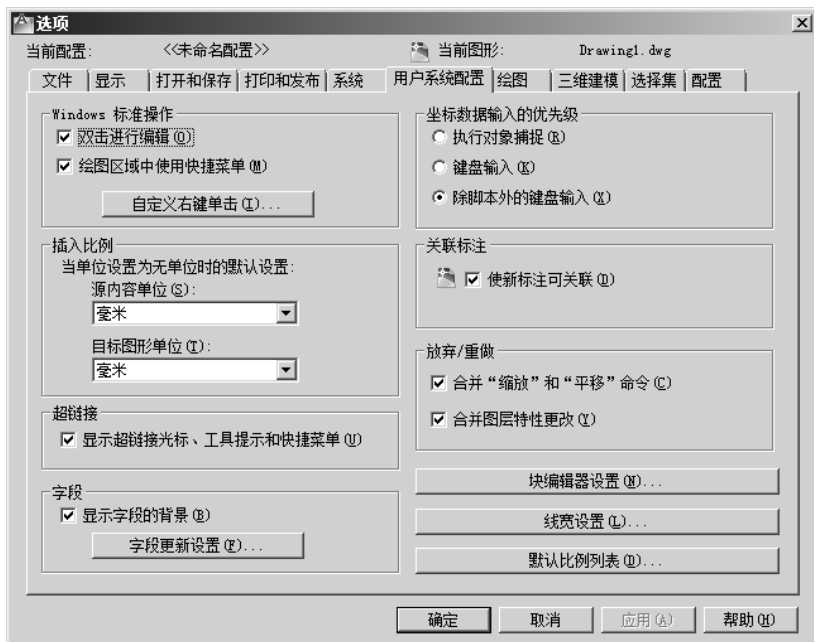 选项
当前配置: <<未命名配置>> 当前图形: Drawing1.dwg
文件 显示 打开和保存 打印和发布 系统 用户系统配置 绘图 三维建模 选择集 配置
Windows 标准操作
双击进行编辑(O)
绘图区域中使用快捷菜单(M)
自定义右键单击(I)...
插入比例
当单位设置为无单位时的默认设置:
源内容单位(S):
毫米
目标图形单位(T):
毫米
超链接
显示超链接光标、工具提示和快捷菜单(U)
字段
显示字段的背景(B)
字段更新设置(F)...
坐标数据输入的优先级
执行对象捕捉(R)
键盘输入(K)
除脚本外的键盘输入(X)
关联标注
使新标注可关联(D)
放弃/重做
合并“缩放”和“平移”命令(C)
合并图层特性更改(Y)
块编辑器设置(N)...
线宽设置(L)...
默认比例列表(D)...
确定 取消 应用(A) 帮助(H)